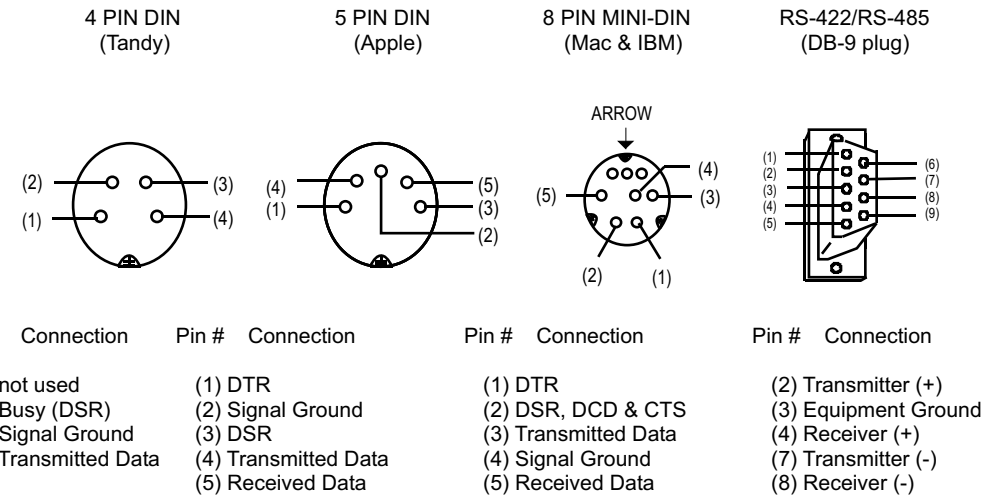 4 PIN DIN
(Tandy)
5 PIN DIN
(Apple)
8 PIN MINI-DIN
(Mac & IBM)
RS-422/RS-485
(DB-9 plug)
(2)
(3)
(1)
(4)
(4)
(5)
(1)
(3)
(2)
ARROW
(4)
(5)
(3)
(2)
(1)
(1)
(2)
(3)
(4)
(5)
(6)
(7)
(8)
(9)
Connection
not used
Busy (DSR)
Signal Ground
Transmitted Data
Pin # Connection
(1) DTR
(2) Signal Ground
(3) DSR
(4) Transmitted Data
(5) Received Data
Pin # Connection
(1) DTR
(2) DSR, DCD & CTS
(3) Transmitted Data
(4) Signal Ground
(5) Received Data
Pin # Connection
(2) Transmitter (+)
(3) Equipment Ground
(4) Receiver (+)
(7) Transmitter (-)
(8) Receiver (-)